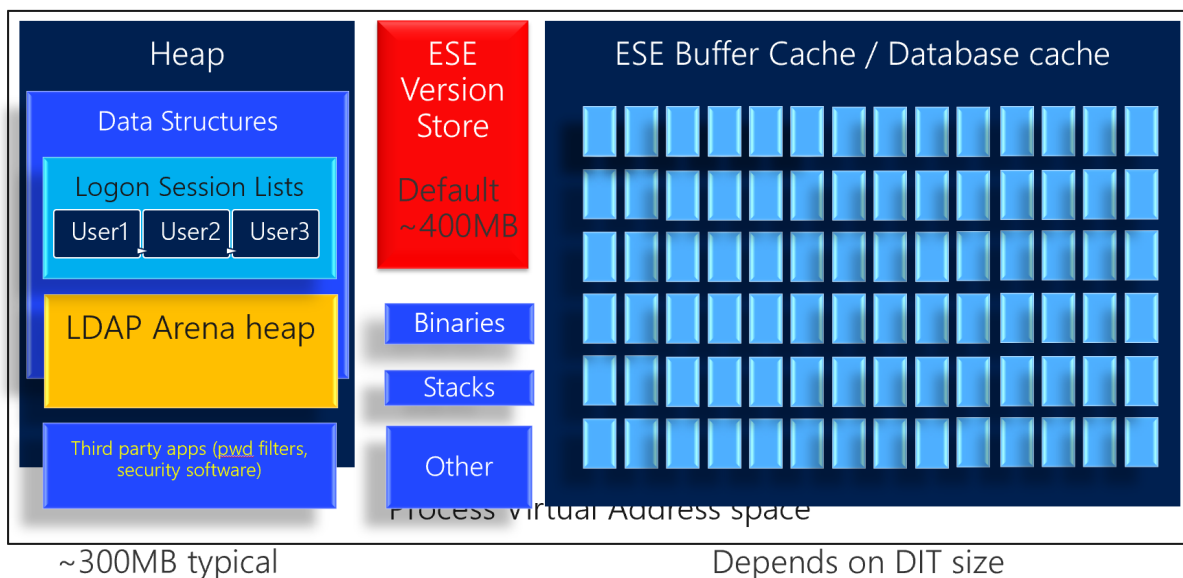 Heap
Data Structures
Logon Session Lists
User1
User2
User3
LDAP Arena heap
Third party apps (pwd filters,
security software)
ESE
Version
Store
Default
~400MB
Binaries
Stacks
Other
ESE Buffer Cache / Database cache
Process Virtual Address space
~300MB typical
Depends on DIT size